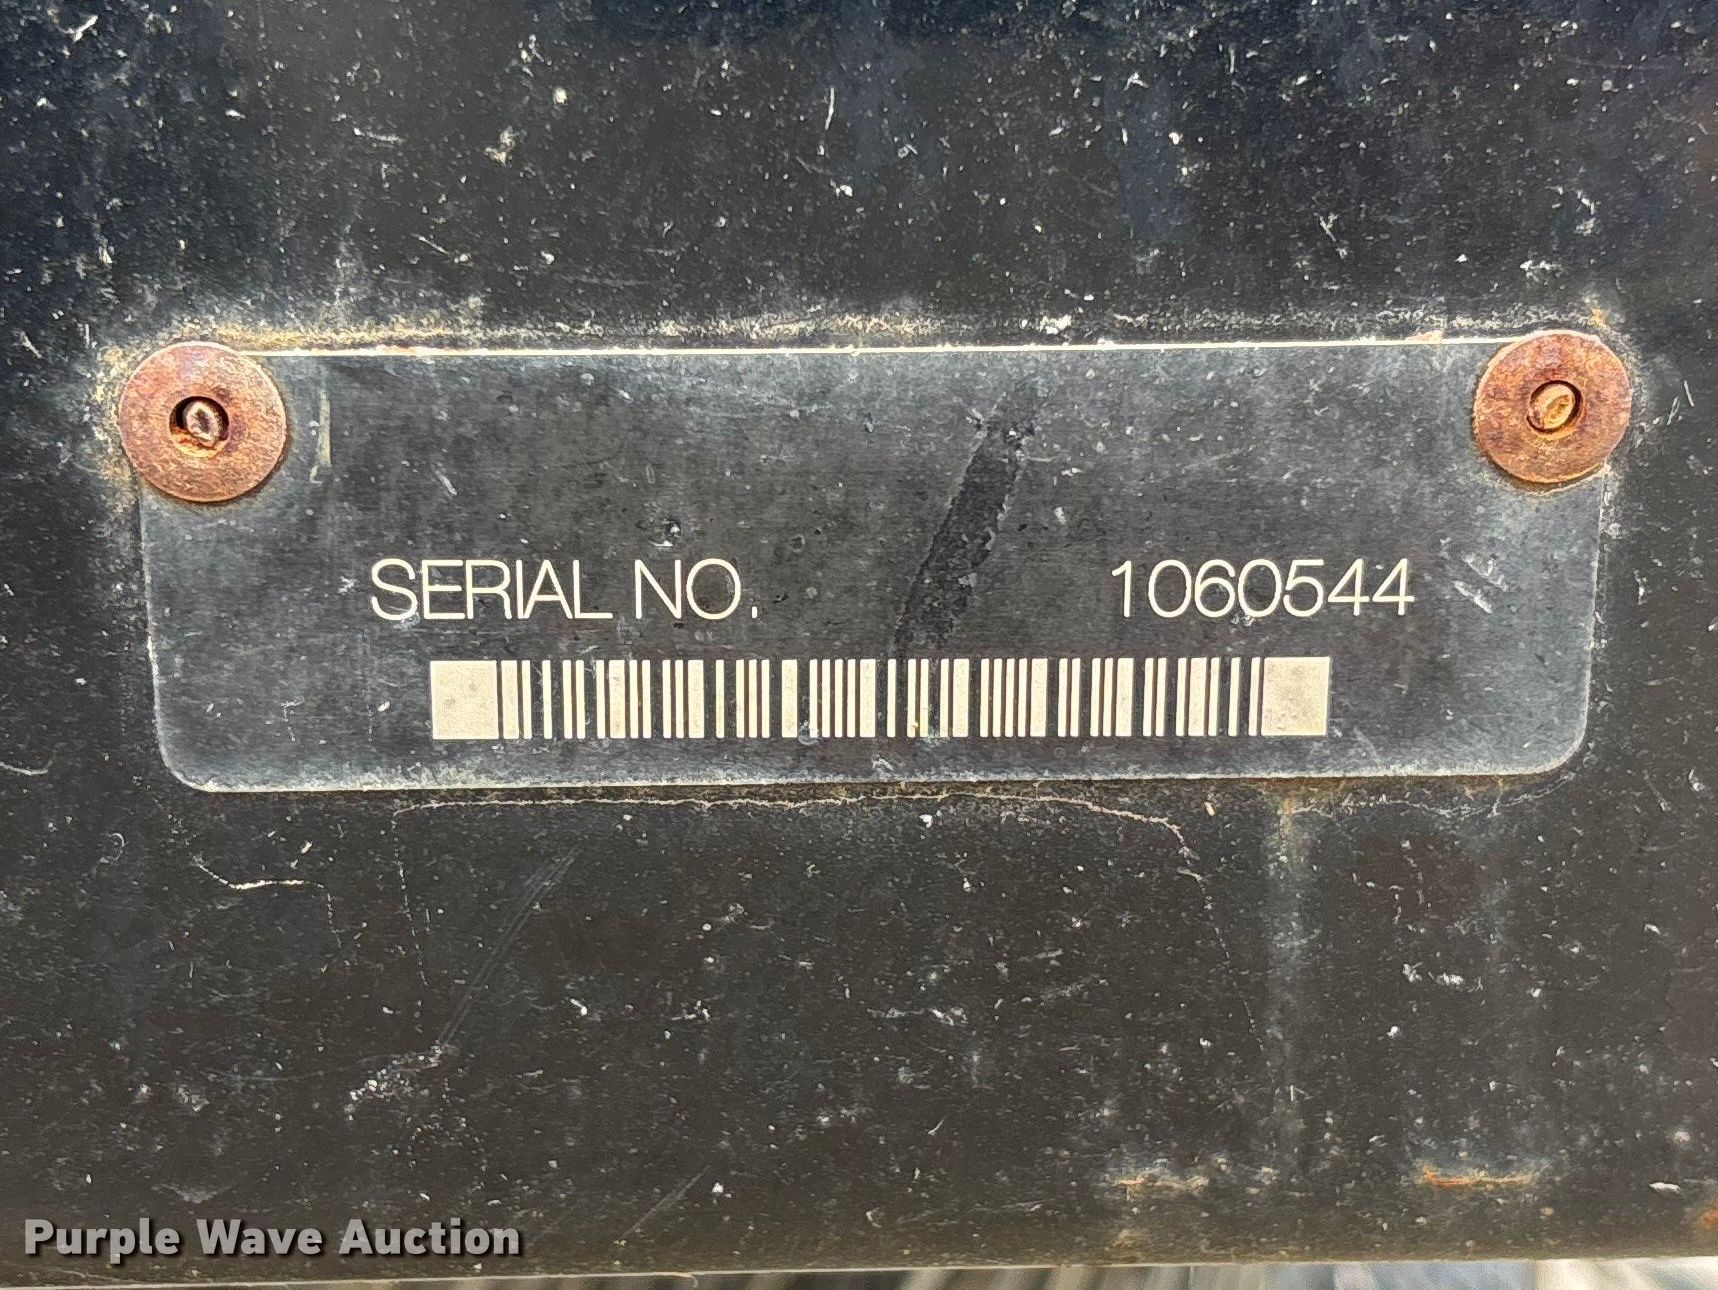 SERIAL NO. 1060544
Purple Wave Auction